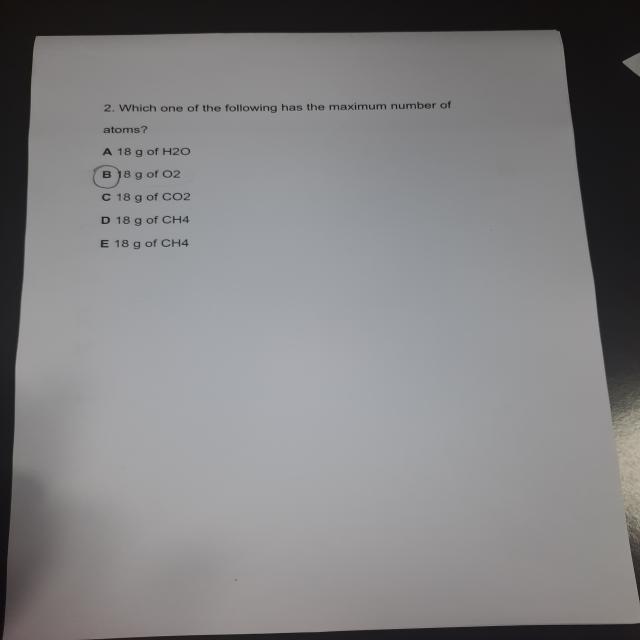 2. Which one of the following has the maximum number of
atoms?
A 18 g of H2O
B 18 g of O2
C 18 g of CO2
D 18 g of CH4
E 18 g of CH4